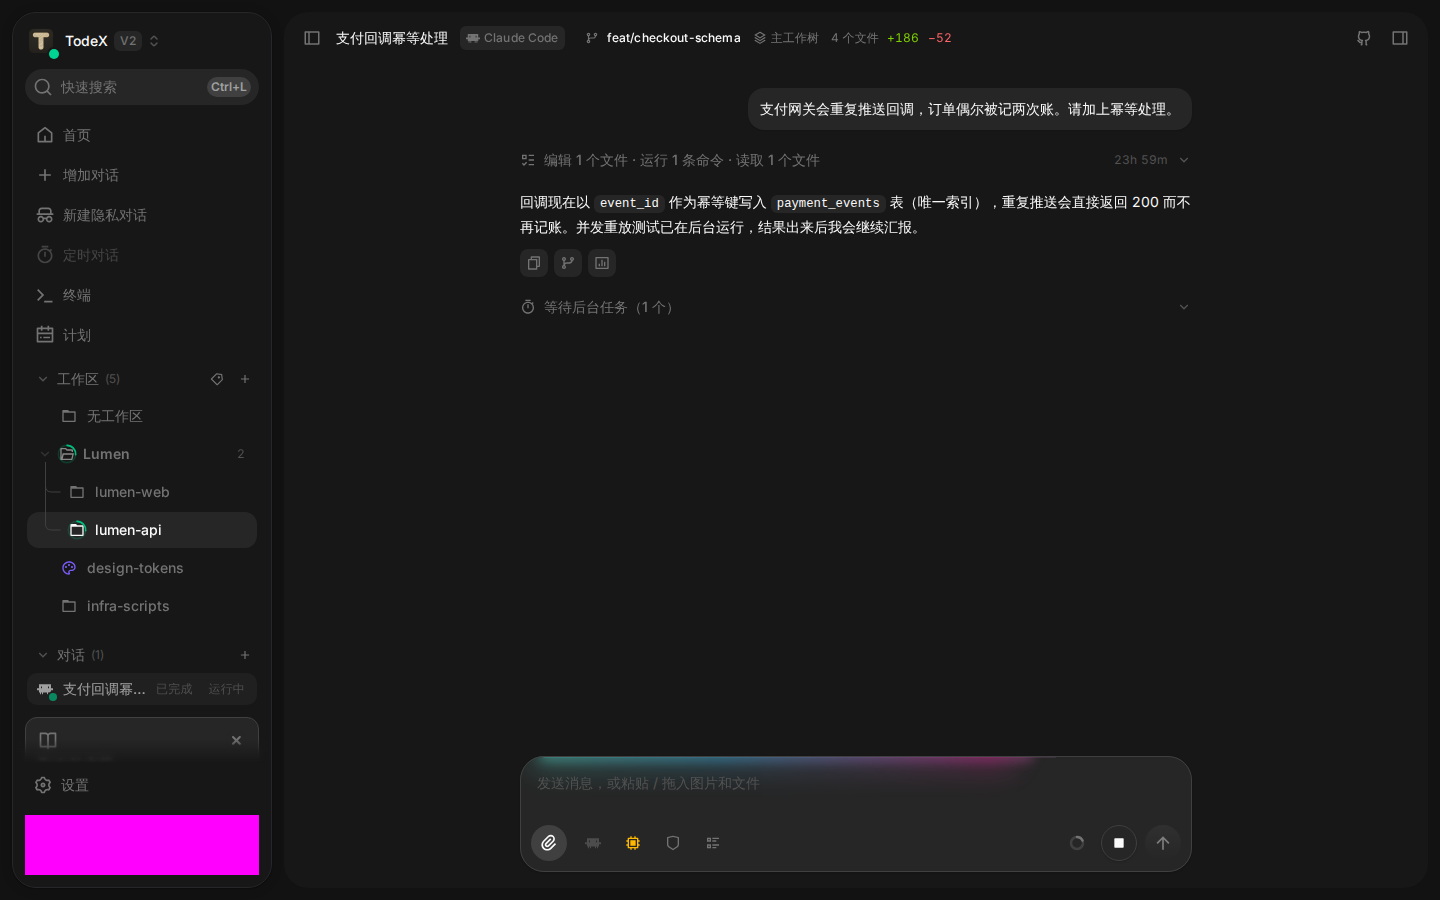 TodeX V2
快速搜索 Ctrl+L
首页
增加对话
新建隐私对话
定时对话
终端
计划
工作区 (5)
无工作区
Lumen 2
lumen-web
lumen-api
design-tokens
infra-scripts
对话 (1)
支付回调幂... 已完成 运行中
设置
支付回调幂等处理 Claude Code feat/checkout-schema 主工作树 4 个文件 +186 −52
支付网关会重复推送回调，订单偶尔被记两次账。请加上幂等处理。
编辑 1 个文件 · 运行 1 条命令 · 读取 1 个文件 23h 59m
回调现在以 event_id 作为幂等键写入 payment_events 表（唯一索引），重复推送会直接返回 200 而不
再记账。并发重放测试已在后台运行，结果出来后我会继续汇报。
等待后台任务（1 个）
发送消息，或粘贴 / 拖入图片和文件